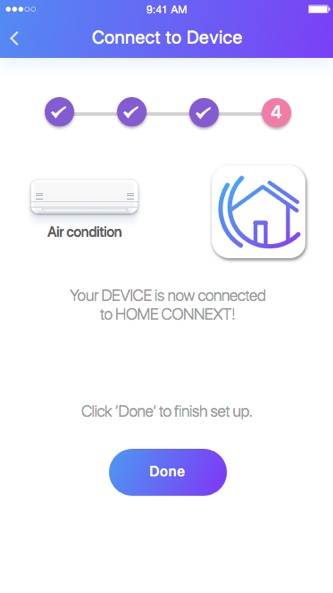 9:41 AM
Connect to Device
4
Air condition
Your DEVICE is now connected
to HOME CONNEXT!
Click ‘Done’ to finish set up.
Done